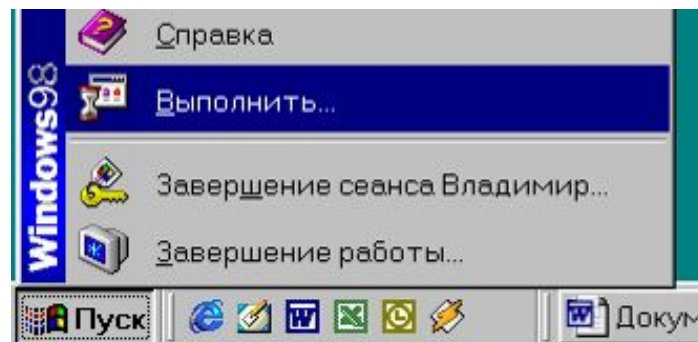 Справка
Выполнить...
Завершение сеанса Владимир...
Завершение работы...
Windows98
Пуск
Докум